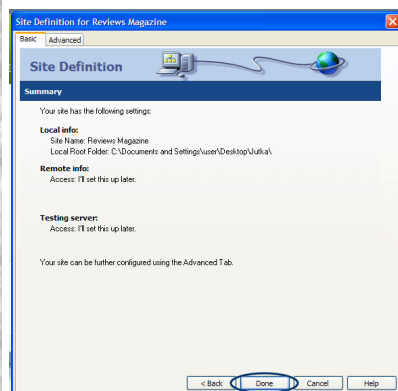 Site Definition for Reviews Magazine
Basic Advanced
Site Definition
Summary
Your site has the following settings:
Local info:
Site Name: Reviews Magazine
Local Root Folder: C:\Documents and Settings\user\Desktop\Jutka\
Remote info:
Access: I'll set this up later.
Testing server:
Access: I'll set this up later.
Your site can be further configured using the Advanced Tab.
< Back Done Cancel Help